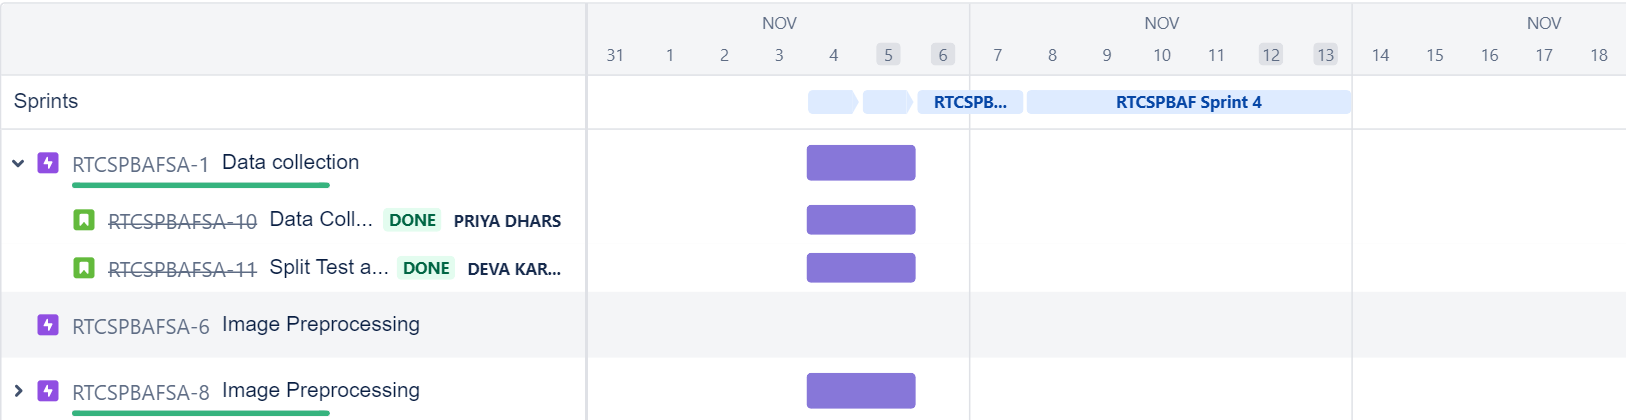 NOV NOV NOV
31 1 2 3 4 5 6 7 8 9 10 11 12 13 14 15 16 17 18
Sprints RTCSPB... RTCSPBAF Sprint 4
RTCSPBAFSA-1 Data collection
RTCSPBAFSA-10 Data Coll... DONE PRIYA DHARS
RTCSPBAFSA-11 Split Test a... DONE DEVA KAR...
RTCSPBAFSA-6 Image Preprocessing
RTCSPBAFSA-8 Image Preprocessing